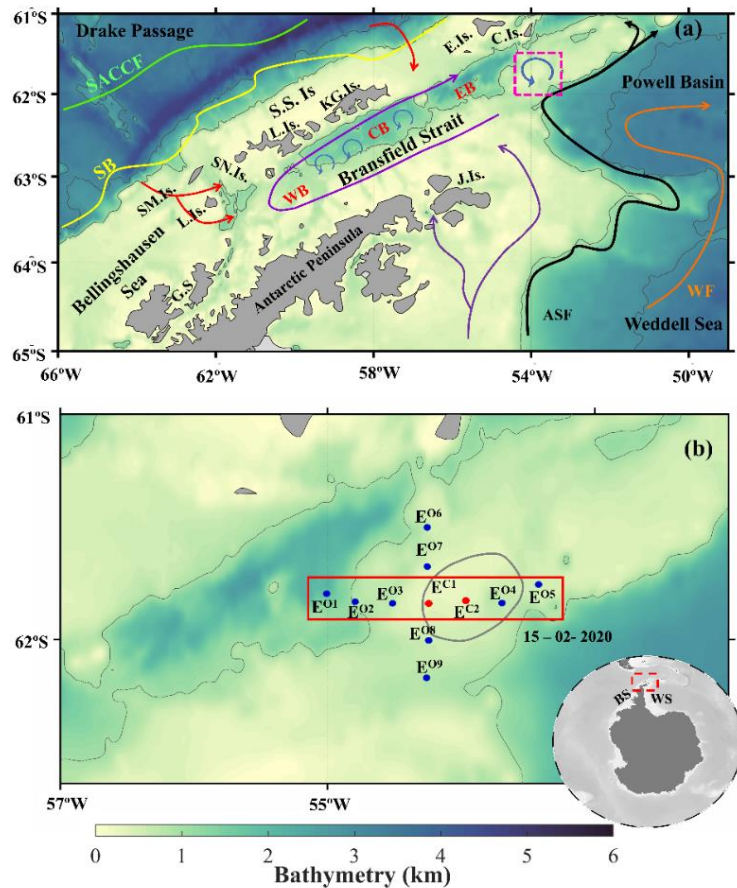 61°S
Drake Passage
E.Is.
C.Is.
(a)
SACCF
62°S
S.S. Is
KG.Is.
L.Is.
EB
CB
Powell Basin
SB
Bransfield Strait
63°S
SN.Is.
WB
SM.Is.
L.Is.
J.Is.
64°S
Bellingshausen
Sea
G.S.
Antarctic Peninsula
ASF
WF
Weddell Sea
65°S
66°W
62°W
58°W
54°W
50°W
61°S
(b)
E^O6
E^O7
E^O1
E^O2
E^O3
E^C1
E^C2
E^O4
E^O5
62°S
E^O8
15 – 02- 2020
E^O9
BS
WS
57°W
55°W
0 1 2 3 4 5 6
Bathymetry (km)